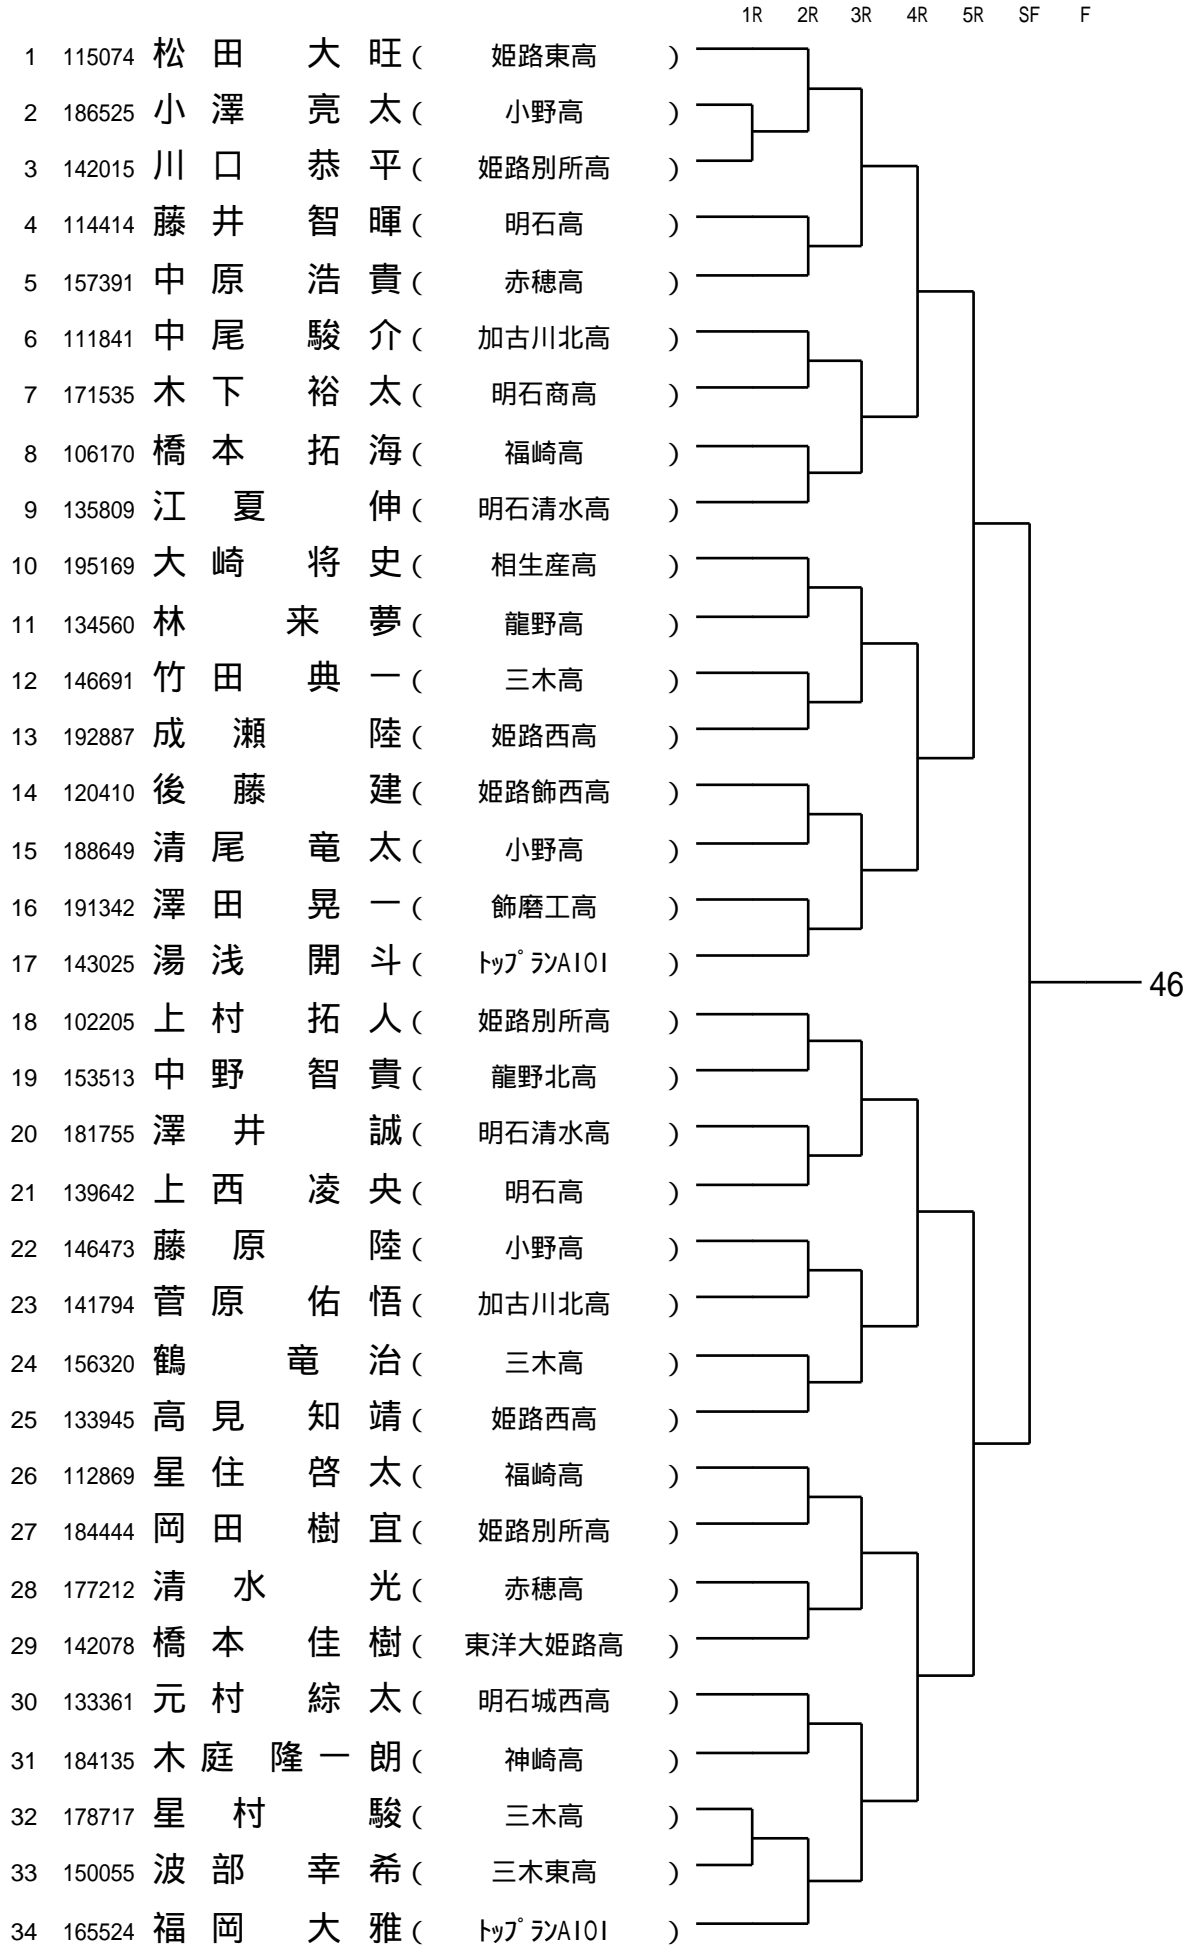 1R 2R 3R 4R 5R SF F
1 115074 松田 大旺 ( 姫路東高 )
2 186525 小澤 亮太 ( 小野高 )
3 142015 川口 恭平 ( 姫路別所高 )
4 114414 藤井 智暉 ( 明石高 )
5 157391 中原 浩貴 ( 赤穂高 )
6 111841 中尾 駿介 ( 加古川北高 )
7 171535 木下 裕太 ( 明石商高 )
8 106170 橋本 拓海 ( 福崎高 )
9 135809 江夏 伸 ( 明石清水高 )
10 195169 大崎 将史 ( 相生産高 )
11 134560 林 来夢 ( 龍野高 )
12 146691 竹田 典一 ( 三木高 )
13 192887 成瀬 陸 ( 姫路西高 )
14 120410 後藤 建 ( 姫路飾西高 )
15 188649 清尾 竜太 ( 小野高 )
16 191342 澤田 晃一 ( 飾磨工高 )
17 143025 湯浅 開斗 ( ﾄｯﾌﾟﾗﾝAIOI )
46
18 102205 上村 拓人 ( 姫路別所高 )
19 153513 中野 智貴 ( 龍野北高 )
20 181755 澤井 誠 ( 明石清水高 )
21 139642 上西 凌央 ( 明石高 )
22 146473 藤原 陸 ( 小野高 )
23 141794 菅原 佑悟 ( 加古川北高 )
24 156320 鶴 竜治 ( 三木高 )
25 133945 高見 知靖 ( 姫路西高 )
26 112869 星住 啓太 ( 福崎高 )
27 184444 岡田 樹宜 ( 姫路別所高 )
28 177212 清水 光 ( 赤穂高 )
29 142078 橋本 佳樹 ( 東洋大姫路高 )
30 133361 元村 綜太 ( 明石城西高 )
31 184135 木庭 隆一朗 ( 神崎高 )
32 178717 星村 駿 ( 三木高 )
33 150055 波部 幸希 ( 三木東高 )
34 165524 福岡 大雅 ( ﾄｯﾌﾟﾗﾝAIOI )